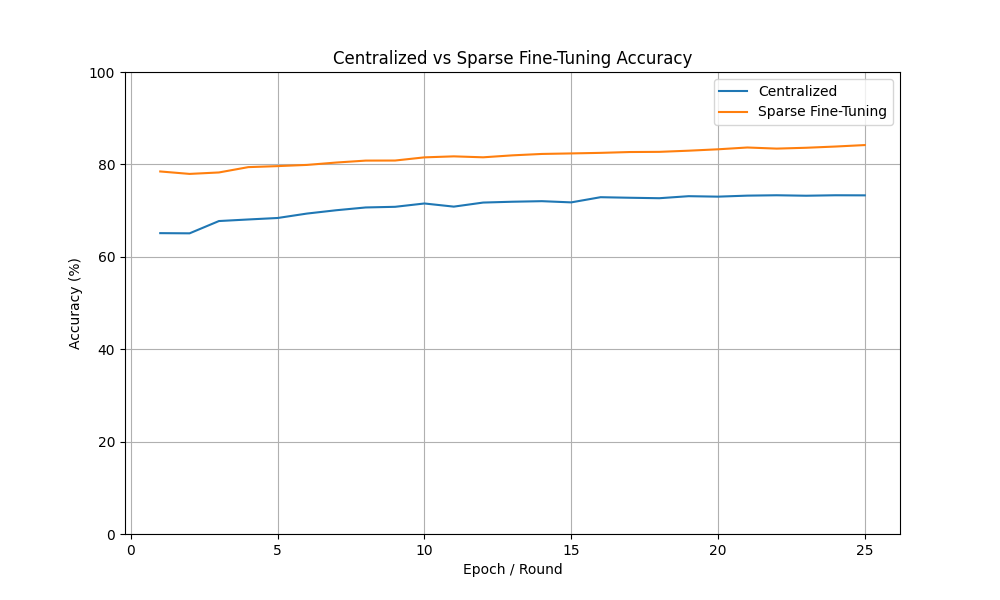 Centralized vs Sparse Fine-Tuning Accuracy
Centralized
Sparse Fine-Tuning
Accuracy (%)
100
80
60
40
20
0
0 5 10 15 20 25
Epoch / Round